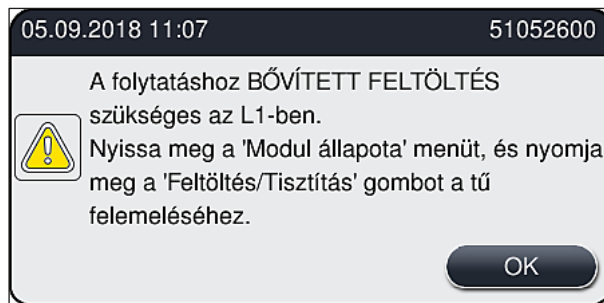 05.09.2018 11:07 51052600
A folytatáshoz BŐVÍTETT FELTÖLTÉS
szükséges az L1-ben.
Nyissa meg a 'Modul állapota' menüt, és nyomja
meg a 'Feltöltés/Tisztítás' gombot a tű
felemeléséhez.
OK